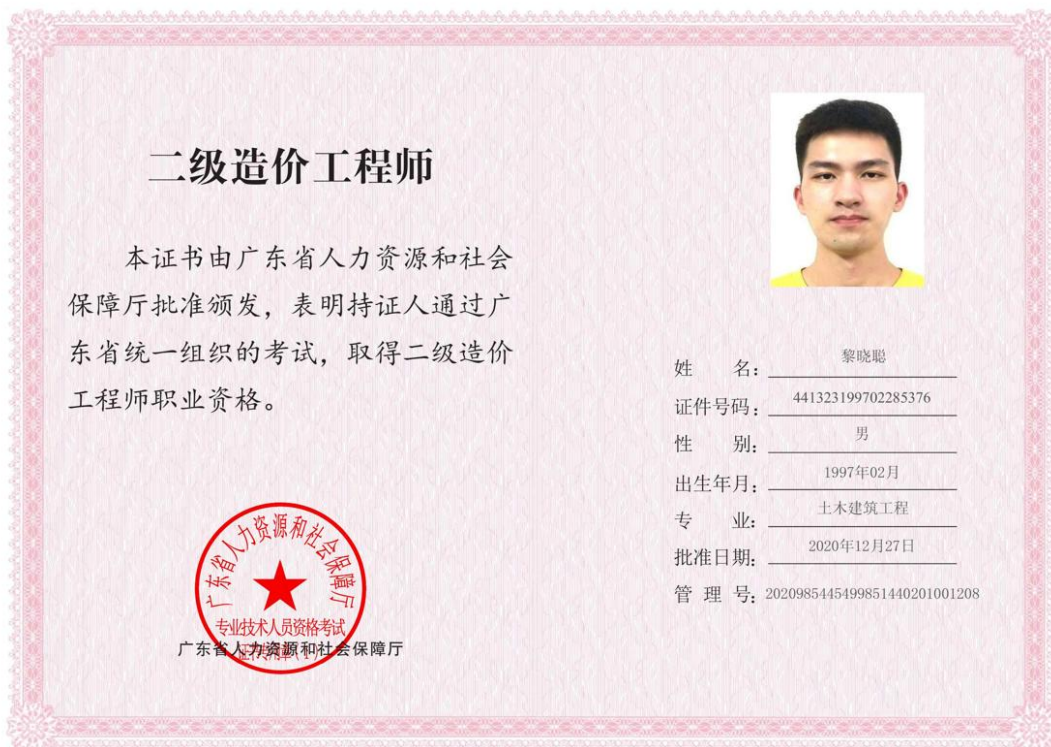 二级造价工程师
本证书由广东省人力资源和社会
保障厅批准颁发，表明持证人通过广
东省统一组织的考试，取得二级造价
工程师职业资格。
广东省人力资源和社会保障厅
专业技术人员资格考试
广东省人力资源和社会保障厅
姓 名：黎晓聪
证件号码：441323199702285376
性 别：男
出生年月：1997年02月
专 业：土木建筑工程
批准日期：2020年12月27日
管 理 号：20209854454998514402010012​08